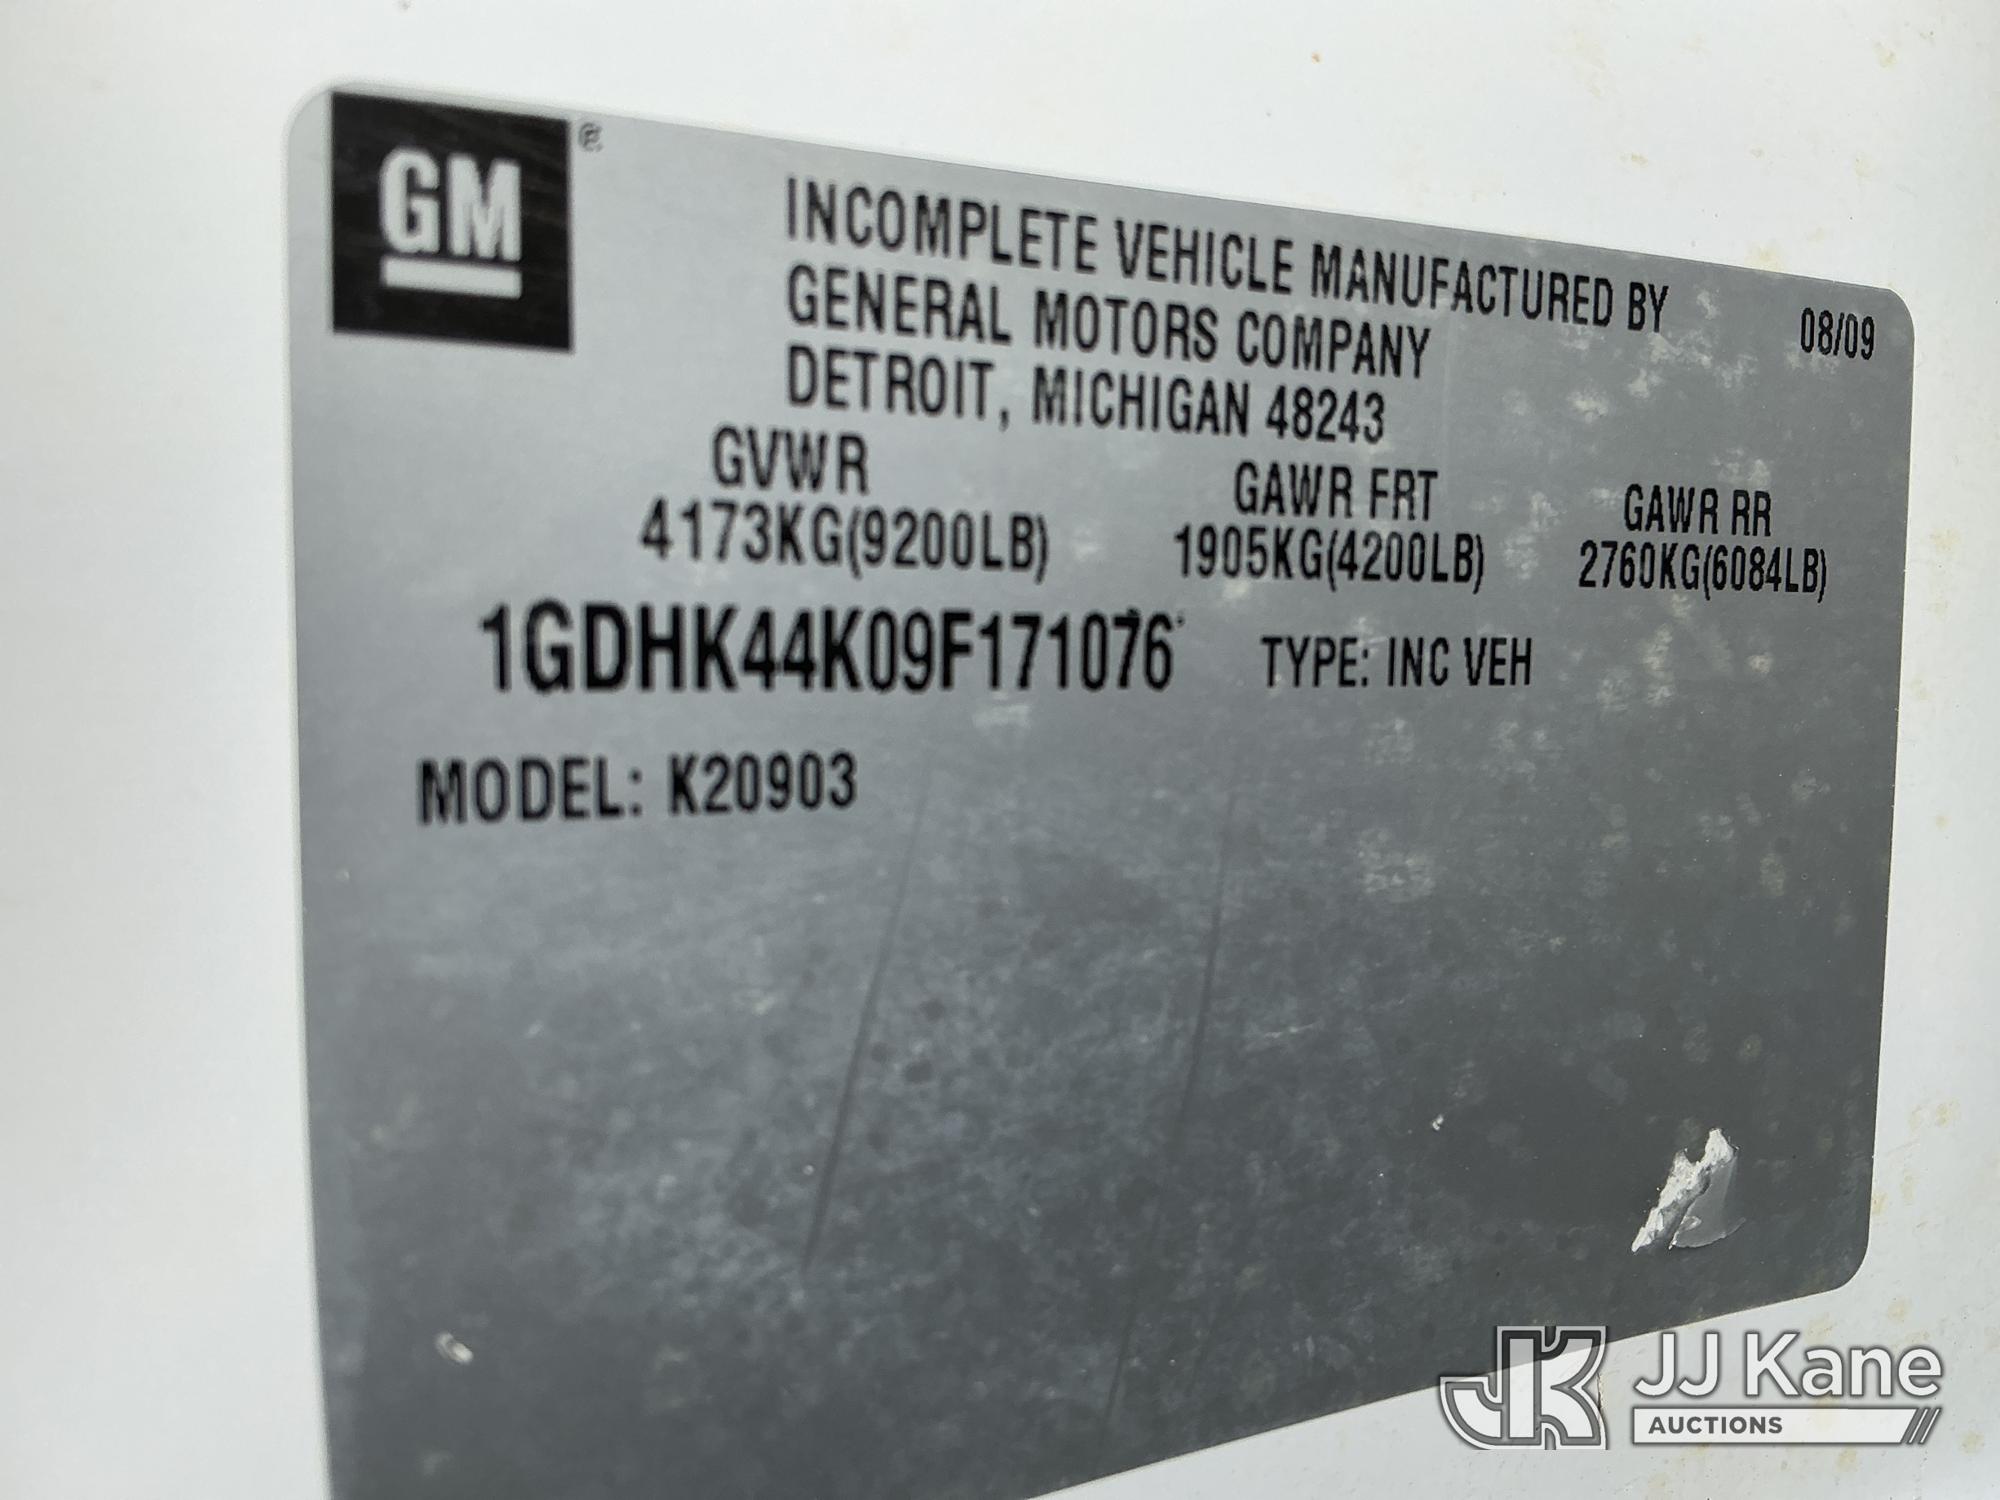 GM®
INCOMPLETE VEHICLE MANUFACTURED BY
GENERAL MOTORS COMPANY
DETROIT, MICHIGAN 48243
08/09
GVWR GAWR FRT GAWR RR
4173KG(9200LB) 1905KG(4200LB) 2760KG(6084LB)
1GDHK44K09F171076 TYPE: INC VEH
MODEL: K20903
JK JJ Kane
AUCTIONS